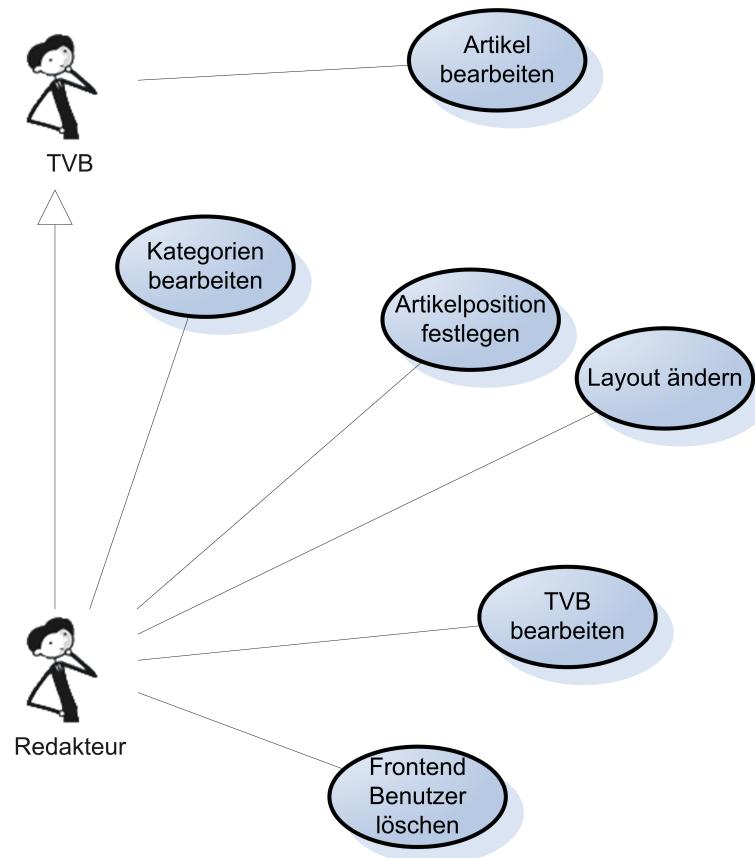 Artikel
bearbeiten
TVB
Kategorien
bearbeiten
Artikelposition
festlegen
Layout ändern
TVB
bearbeiten
Redakteur
Frontend
Benutzer
löschen